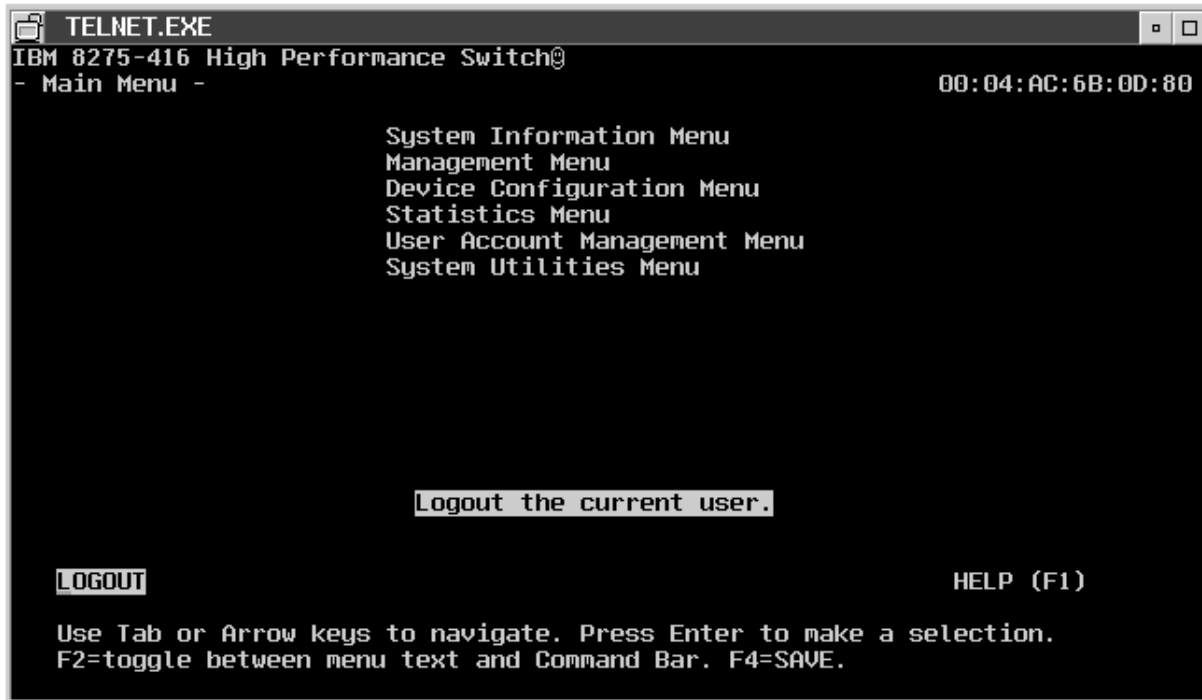 TELNET.EXE
IBM 8275-416 High Performance Switch@
- Main Menu - 00:04:AC:6B:0D:80
System Information Menu
Management Menu
Device Configuration Menu
Statistics Menu
User Account Management Menu
System Utilities Menu
Logout the current user.
LOGOUT HELP (F1)
Use Tab or Arrow keys to navigate. Press Enter to make a selection.
F2=toggle between menu text and Command Bar. F4=SAVE.